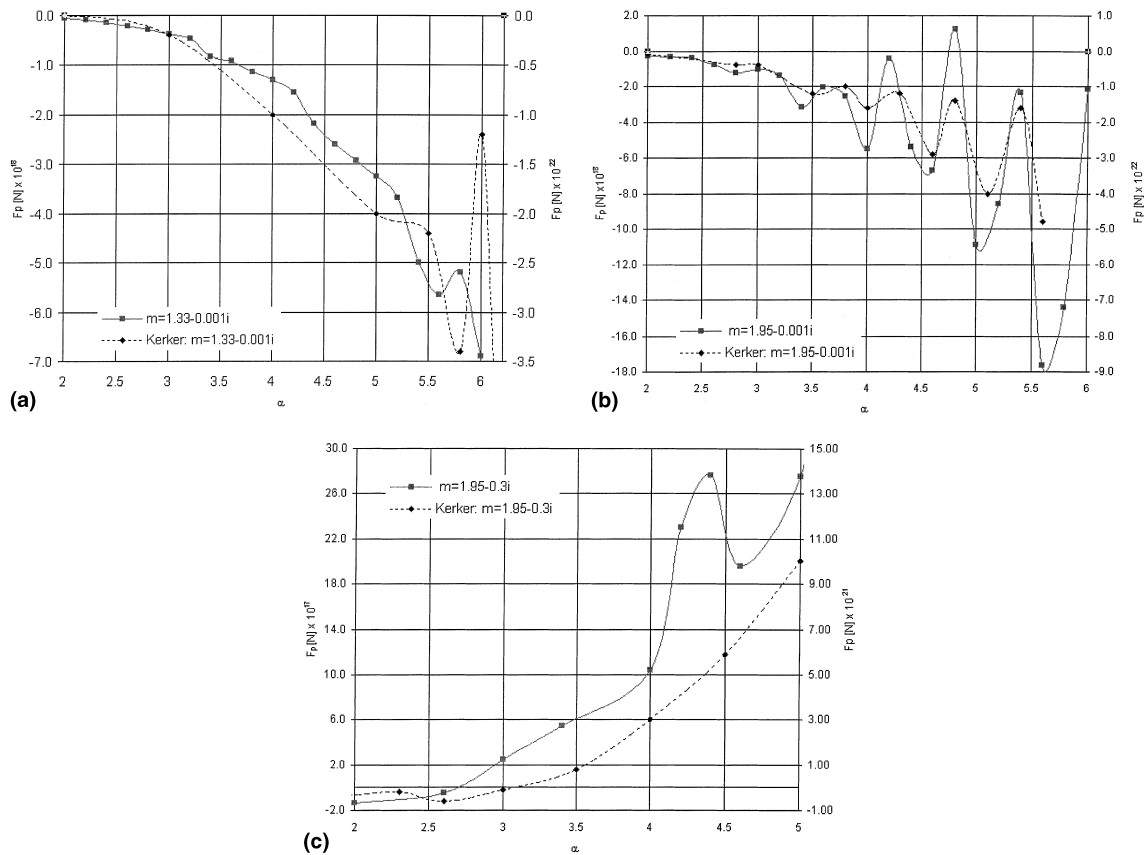 0.0
-1.0
-2.0
-3.0
-4.0
-5.0
-6.0
-7.0
Fp [N] x 10¹⁸
0.0
-0.5
-1.0
-1.5
-2.0
-2.5
-3.0
-3.5
Fp [N] x 10²²
m=1.33-0.001i
Kerker: m=1.33-0.001i
2 2.5 3 3.5 4 4.5 5 5.5 6
α
(a)
2.0
0.0
-2.0
-4.0
-6.0
-8.0
-10.0
-12.0
-14.0
-16.0
-18.0
Fp [N] x10¹⁸
1.0
0.0
-1.0
-2.0
-3.0
-4.0
-5.0
-6.0
-7.0
-8.0
-9.0
Fp [N] x 10⁻²²
m=1.95-0.001i
Kerker: m=1.95-0.001i
2 2.5 3 3.5 4 4.5 5 5.5 6
α
(b)
30.0
26.0
22.0
18.0
14.0
10.0
6.0
2.0
-2.0
Fp [N] x 10¹⁷
15.00
13.00
11.00
9.00
7.00
5.00
3.00
1.00
-1.00
Fp [N] x 10⁻²¹
m=1.95-0.3i
Kerker: m=1.95-0.3i
2 2.5 3 3.5 4 4.5 5
α
(c)